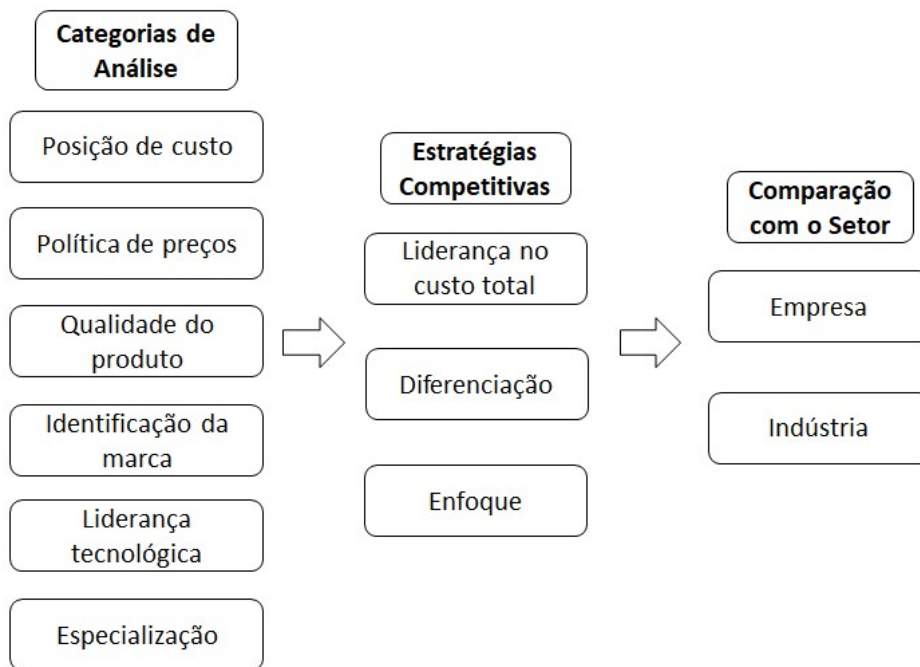 Categorias de
Análise
Posição de custo
Política de preços
Qualidade do
produto
Identificação da
marca
Liderança
tecnológica
Especialização
Estratégias
Competitivas
Liderança no
custo total
Diferenciação
Enfoque
Comparação
com o Setor
Empresa
Indústria